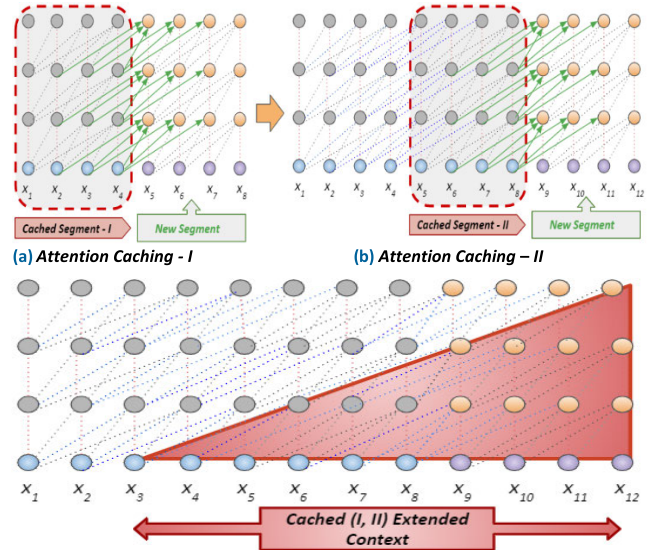 x1 x2 x3 x4 x5 x6 x7 x8
x1 x2 x3 x4 x5 x6 x7 x8 x9 x10 x11 x12
Cached Segment - I
New Segment
Cached Segment - II
New Segment
(a) Attention Caching - I
(b) Attention Caching – II
x1 x2 x3 x4 x5 x6 x7 x8 x9 x10 x11 x12
Cached (I, II) Extended
Context